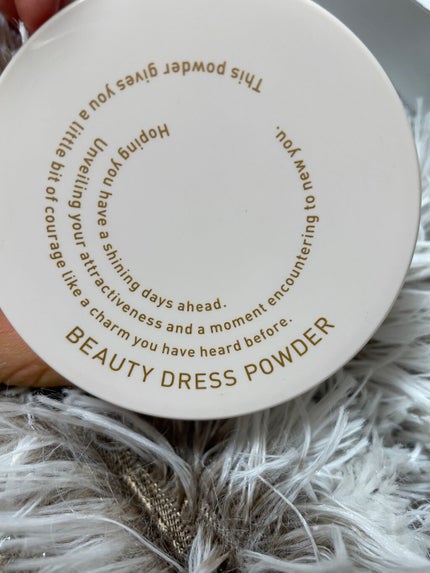 This powder gives you a little bit of courage like a charm you have heard before.
Unveiling your attractiveness and a moment encountering to new you.
Hoping you have a shining days ahead.
BEAUTY DRESS POWDER